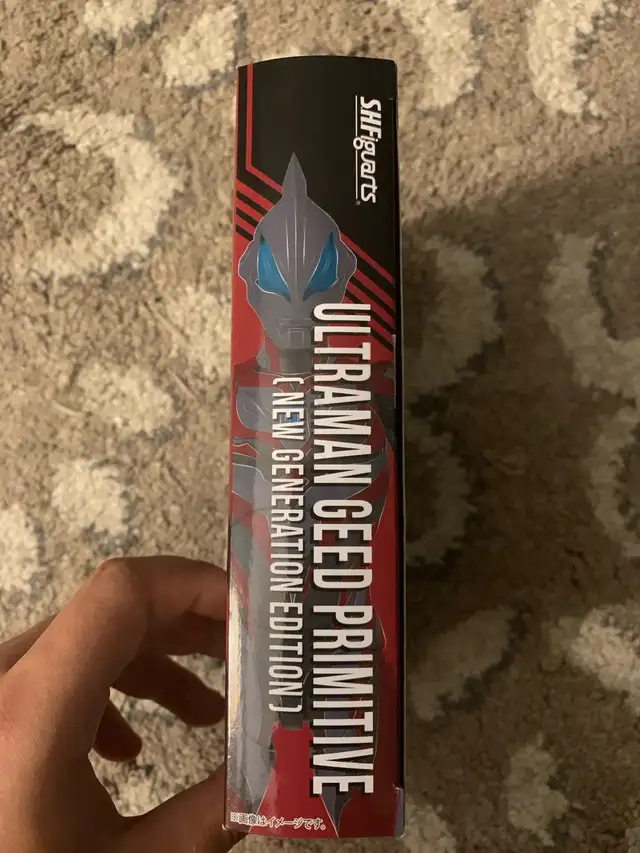 S.H.Figuarts®
ULTRAMAN GEED PRIMITIVE
( NEW GENERATION EDITION )
※画像はイメージです。